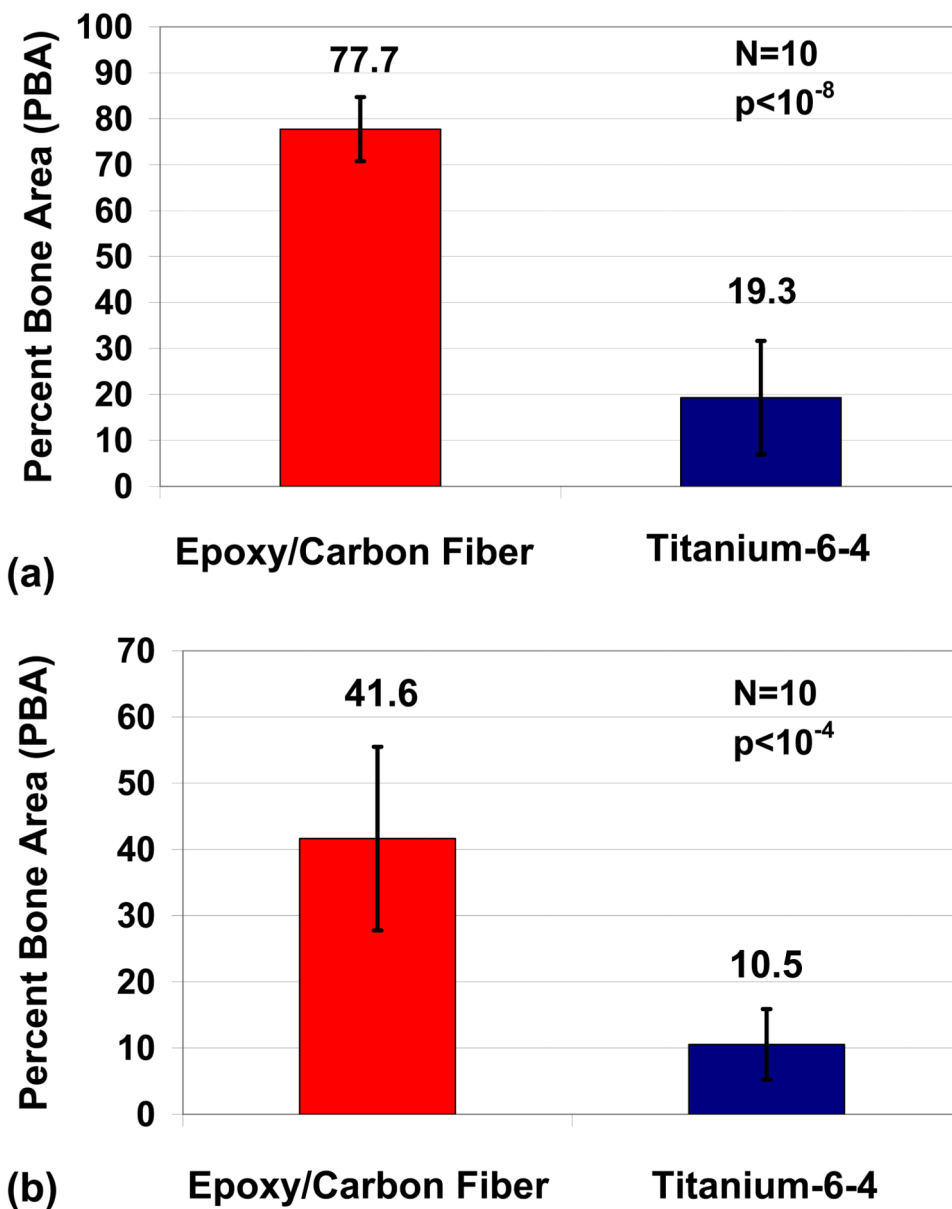 Percent Bone Area (PBA)
100
90
80
70
60
50
40
30
20
10
0
77.7
19.3
N=10
p<10⁻⁸
Epoxy/Carbon Fiber
Titanium-6-4
(a)
Percent Bone Area (PBA)
70
60
50
40
30
20
10
0
41.6
10.5
N=10
p<10⁻⁴
Epoxy/Carbon Fiber
Titanium-6-4
(b)